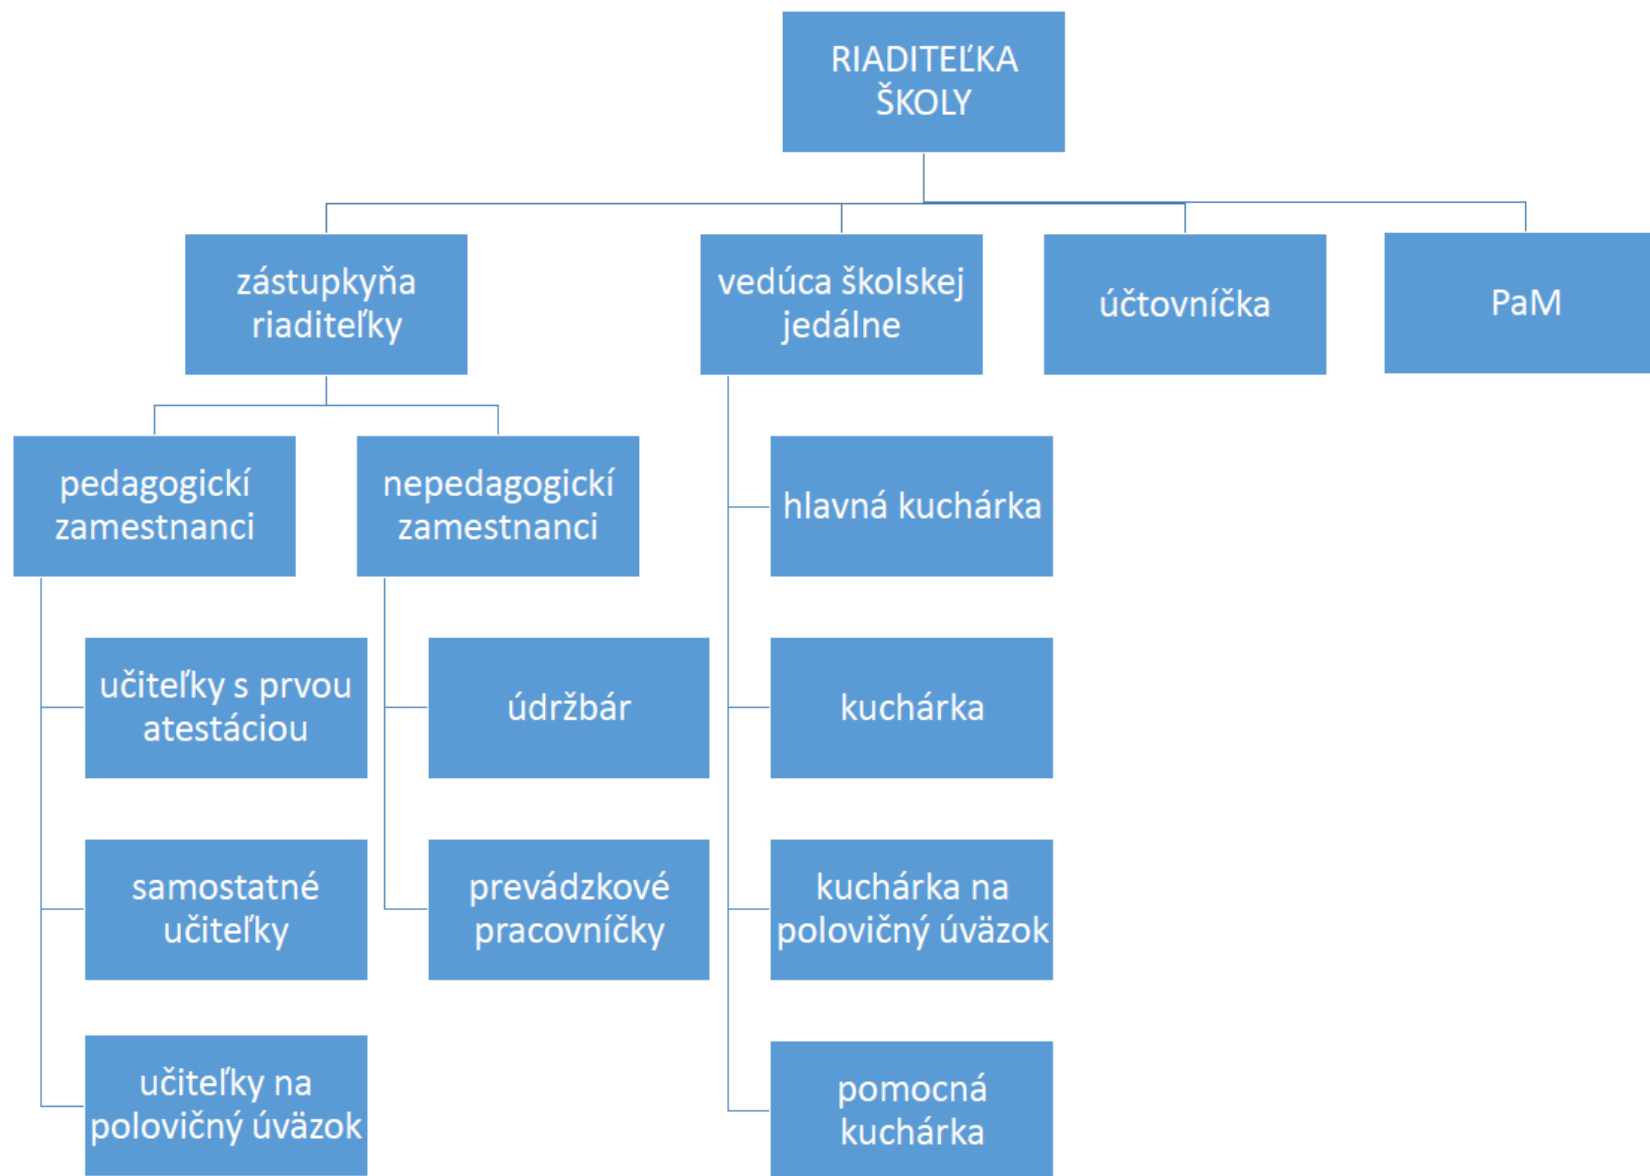 RIADITEĽKA
ŠKOLY
zástupkyňa
riaditeľky
vedúca školskej
jedálne
účtovníčka
PaM
pedagogickí
zamestnanci
nepedagogickí
zamestnanci
hlavná kuchárka
učiteľky s prvou
atestáciou
údržbár
kuchárka
samostatné
učiteľky
prevádzkové
pracovníčky
kuchárka na
polovičný úväzok
učiteľky na
polovičný úväzok
pomocná
kuchárka